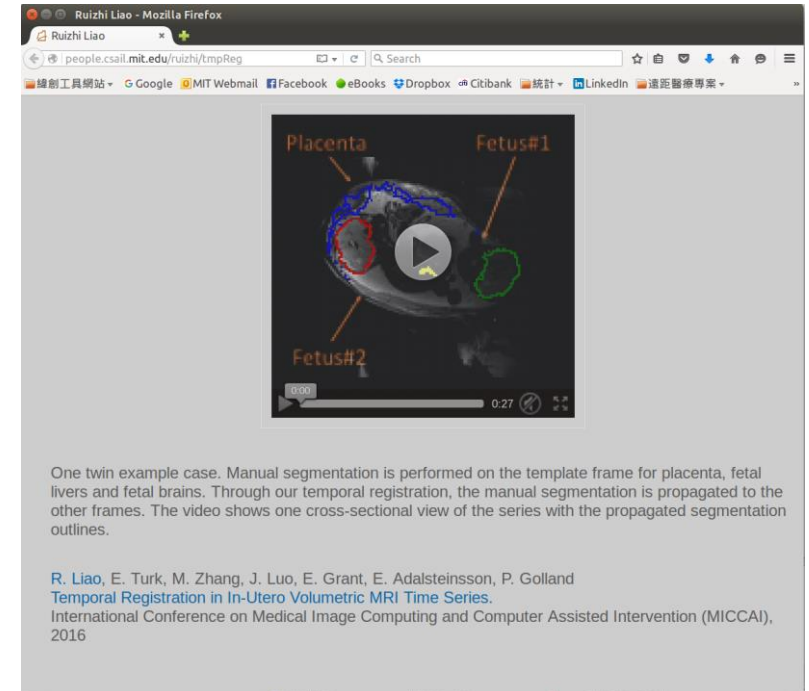 Ruizhi Liao - Mozilla Firefox
Ruizhi Liao
people.csail.mit.edu/ruizhi/tmpReg
Search
緯創工具網站 Google MIT Webmail Facebook eBooks Dropbox Citibank 統計 LinkedIn 遠距醫療專案 »
Placenta Fetus#1
Fetus#2
0:00
0:27
One twin example case. Manual segmentation is performed on the template frame for placenta, fetal
livers and fetal brains. Through our temporal registration, the manual segmentation is propagated to the
other frames. The video shows one cross-sectional view of the series with the propagated segmentation
outlines.
R. Liao, E. Turk, M. Zhang, J. Luo, E. Grant, E. Adalsteinsson, P. Golland
Temporal Registration in In-Utero Volumetric MRI Time Series.
International Conference on Medical Image Computing and Computer Assisted Intervention (MICCAI),
2016